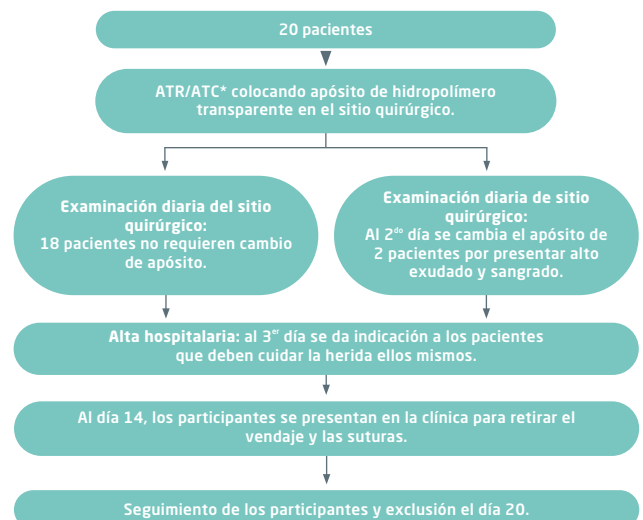 20 pacientes
ATR/ATC* colocando apósito de hidropolímero
transparente en el sitio quirúrgico.
Examinación diaria del sitio
quirúrgico:
18 pacientes no requieren cambio
de apósito.
Examinación diaria de sitio
quirúrgico:
Al 2do día se cambia el apósito de
2 pacientes por presentar alto
exudado y sangrado.
Alta hospitalaria: al 3er día se da indicación a los pacientes
que deben cuidar la herida ellos mismos.
Al día 14, los participantes se presentan en la clínica para retirar el
vendaje y las suturas.
Seguimiento de los participantes y exclusión el día 20.